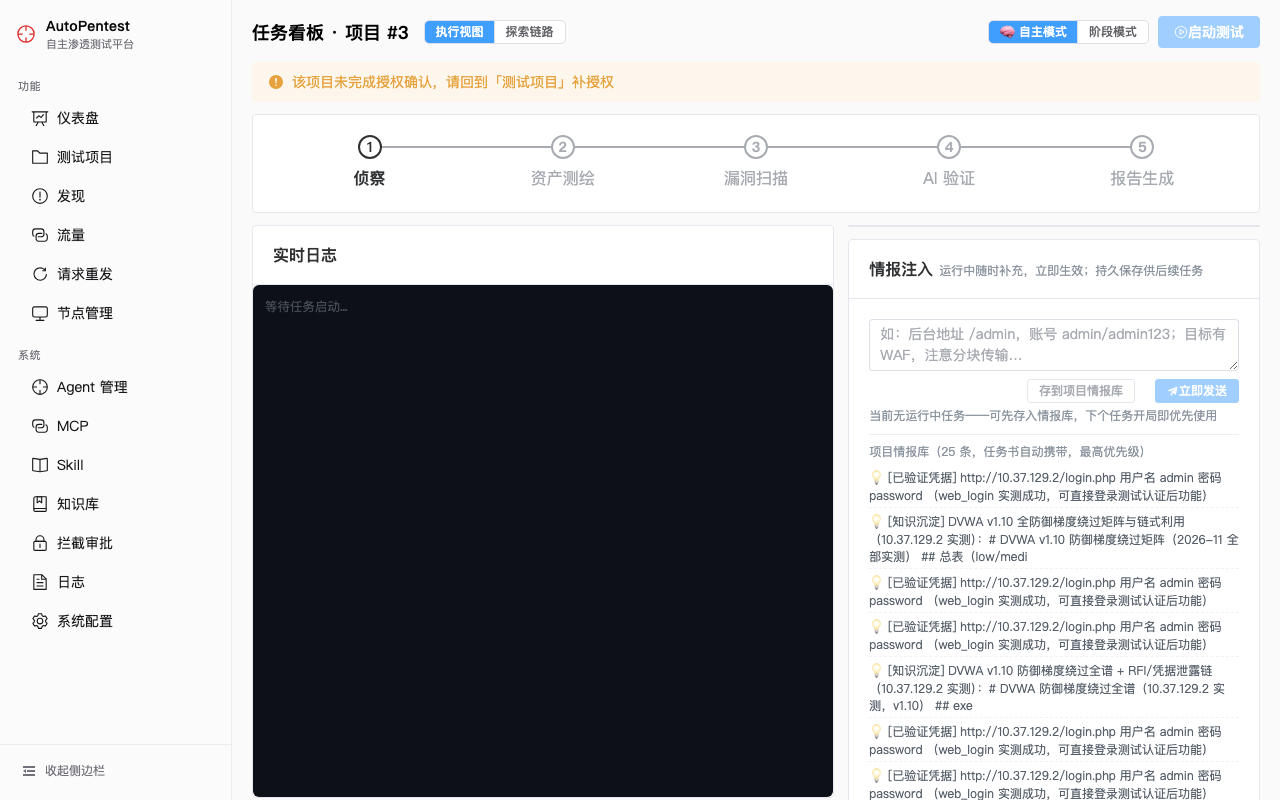 AutoPentest
自主渗透测试平台
功能
仪表盘
测试项目
发现
流量
请求重发
节点管理
系统
Agent 管理
MCP
Skill
知识库
拦截审批
日志
系统配置
收起侧边栏
任务看板 · 项目 #3
执行视图
探索链路
🧠 自主模式
阶段模式
启动测试
该项目未完成授权确认，请回到「测试项目」补授权
1
2
3
4
5
侦察
资产测绘
漏洞扫描
AI 验证
报告生成
实时日志
等待任务启动...
情报注入 运行中随时补充，立即生效；持久保存供后续任务
如：后台地址 /admin，账号 admin/admin123；目标有
WAF，注意分块传输...
存到项目情报库
立即发送
当前无运行中任务——可先存入情报库，下个任务开局即优先使用
项目情报库（25 条，任务书自动携带，最高优先级）
💡 [已验证凭据] http://10.37.129.2/login.php 用户名 admin 密码
password （web_login 实测成功，可直接登录测试认证后功能）
💡 [知识沉淀] DVWA v1.10 全防御梯度绕过矩阵与链式利用
（10.37.129.2 实测）：# DVWA v1.10 防御梯度绕过矩阵（2026-11 全
部实测） ## 总表（low/medi
💡 [已验证凭据] http://10.37.129.2/login.php 用户名 admin 密码
password （web_login 实测成功，可直接登录测试认证后功能）
💡 [已验证凭据] http://10.37.129.2/login.php 用户名 admin 密码
password （web_login 实测成功，可直接登录测试认证后功能）
💡 [知识沉淀] DVWA v1.10 防御梯度绕过全谱 + RFI/凭据泄露链
（10.37.129.2 实测）：# DVWA 防御梯度绕过全谱（10.37.129.2 实
测，v1.10） ## exe
💡 [已验证凭据] http://10.37.129.2/login.php 用户名 admin 密码
password （web_login 实测成功，可直接登录测试认证后功能）
💡 [已验证凭据] http://10.37.129.2/login.php 用户名 admin 密码
password （web_login 实测成功，可直接登录测试认证后功能）